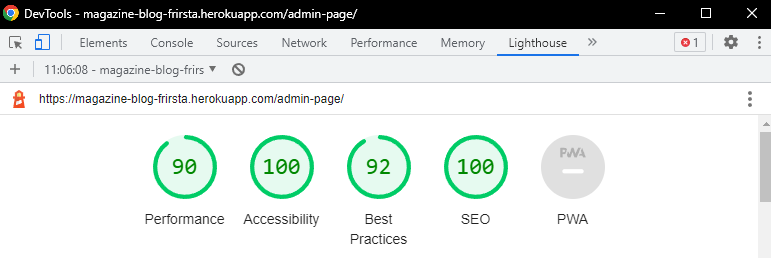 DevTools - magazine-blog-frirsta.herokuapp.com/admin-page/
Elements Console Sources Network Performance Memory Lighthouse » 1
11:06:08 - magazine-blog-frirs
https://magazine-blog-frirsta.herokuapp.com/admin-page/
90 100 92 100 PWA
Performance Accessibility Best Practices SEO PWA